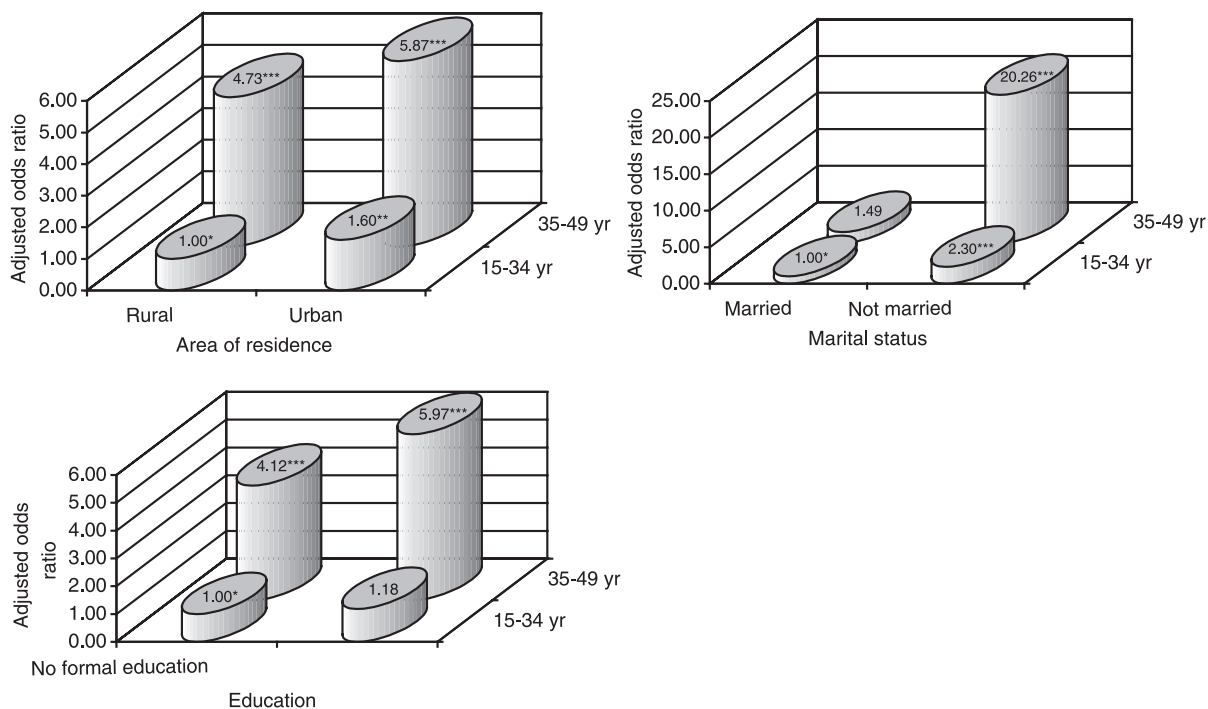 Adjusted odds ratio
6.00
5.00
4.00
3.00
2.00
1.00
0.00
4.73***
5.87***
1.00*
1.60**
35-49 yr
15-34 yr
Rural
Urban
Area of residence
Adjusted odds ratio
25.00
20.00
15.00
10.00
5.00
0.00
20.26***
1.49
1.00*
2.30***
35-49 yr
15-34 yr
Married
Not married
Marital status
Adjusted odds
ratio
6.00
5.00
4.00
3.00
2.00
1.00
0.00
4.12***
5.97***
1.00*
1.18
35-49 yr
15-34 yr
No formal education
Education